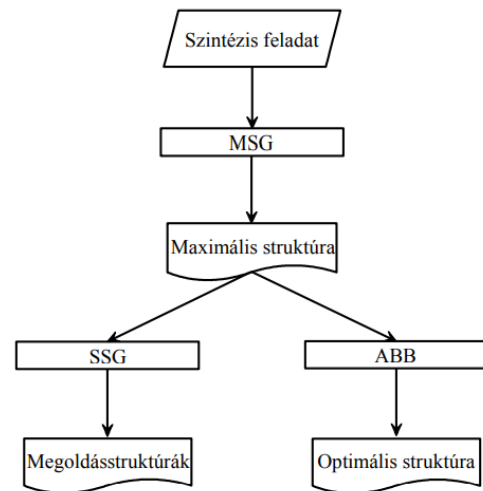 Szintézis feladat
MSG
Maximális struktúra
SSG
ABB
Megoldásstruktúrák
Optimális struktúra